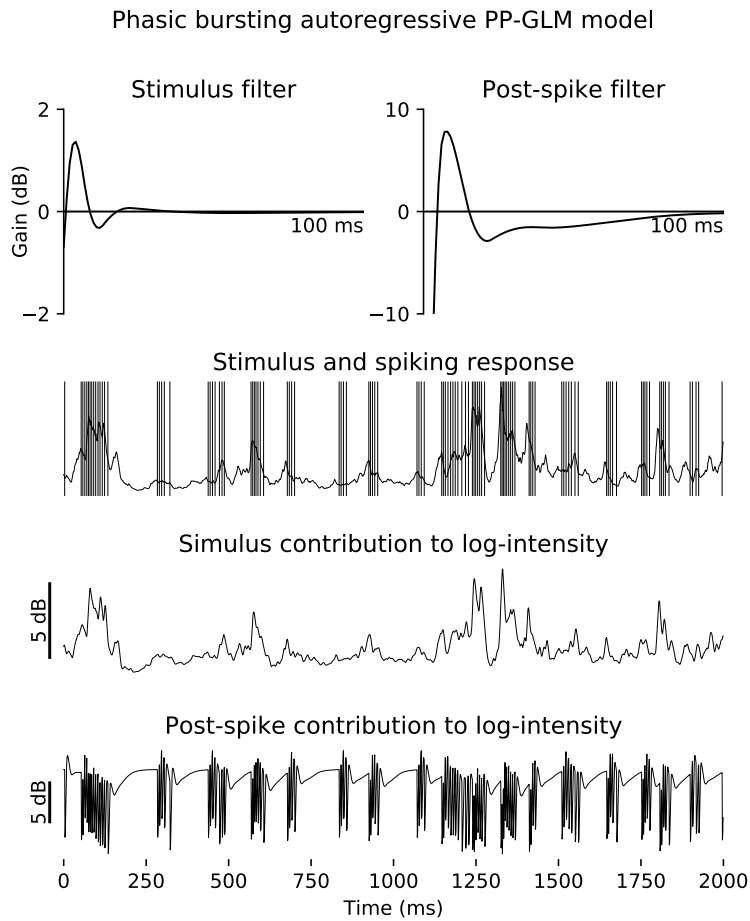 Phasic bursting autoregressive PP-GLM model
Stimulus filter
Post-spike filter
2
0
−2
Gain (dB)
100 ms
10
0
−10
100 ms
Stimulus and spiking response
Simulus contribution to log-intensity
5 dB
Post-spike contribution to log-intensity
5 dB
0 250 500 750 1000 1250 1500 1750 2000
Time (ms)